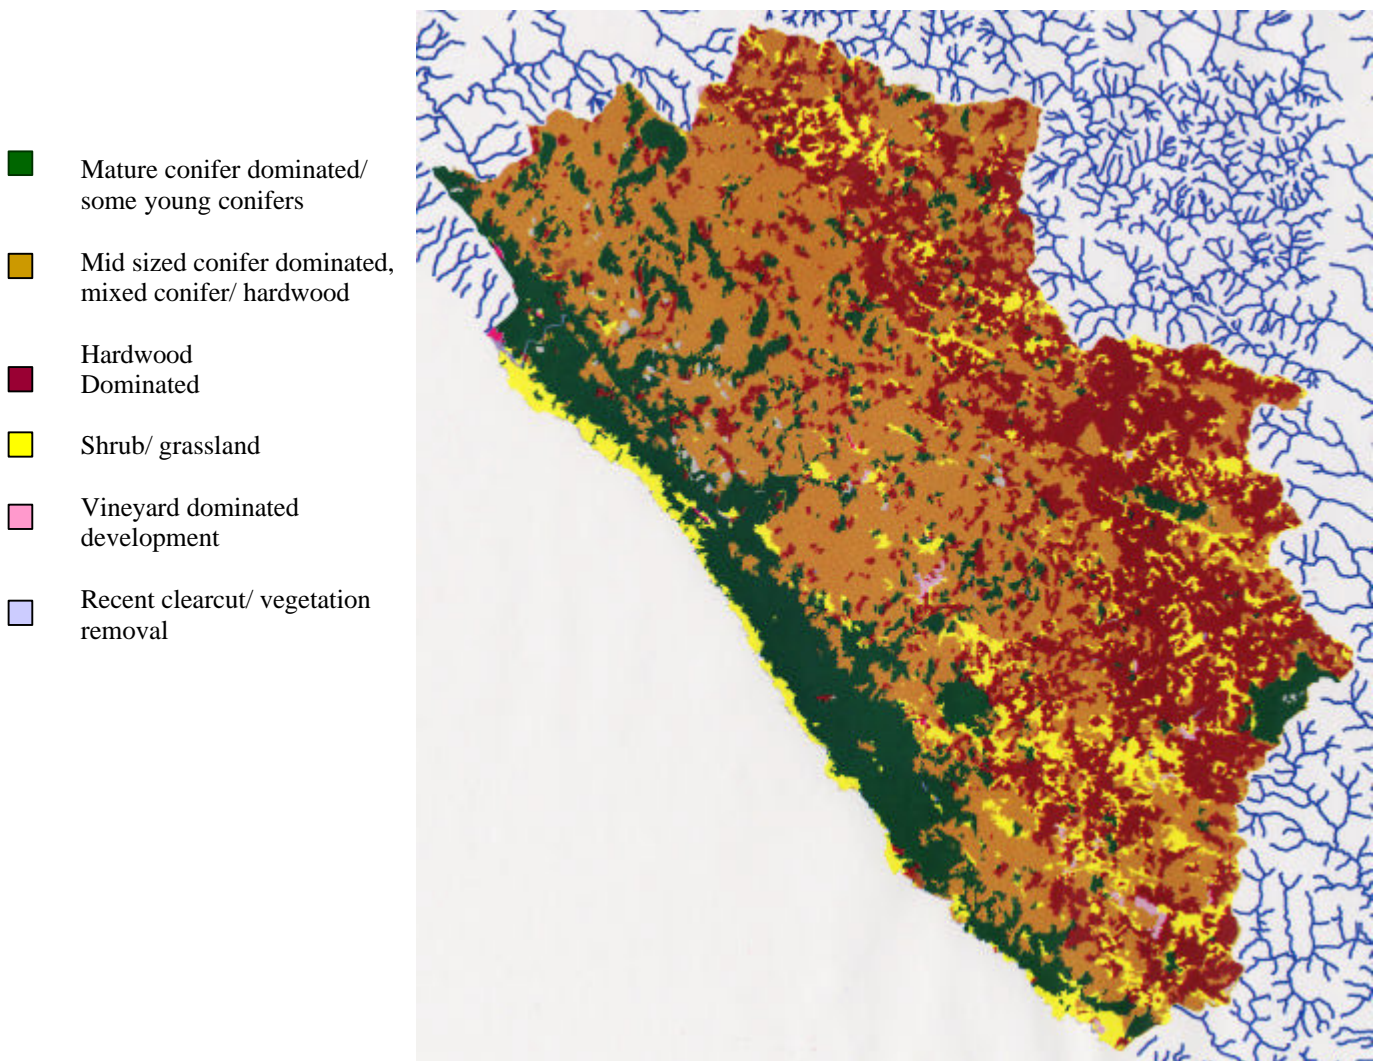 Mature conifer dominated/
some young conifers
Mid sized conifer dominated,
mixed conifer/ hardwood
Hardwood
Dominated
Shrub/ grassland
Vineyard dominated
development
Recent clearcut/ vegetation
removal